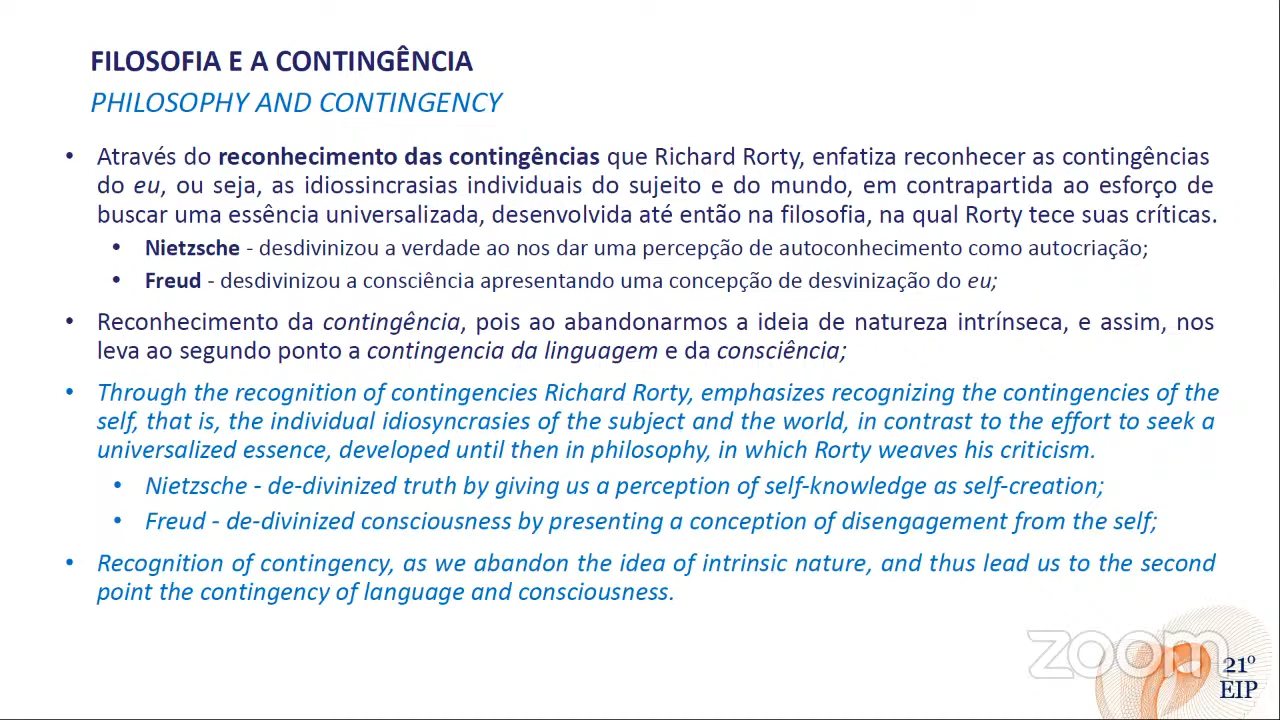 FILOSOFIA E A CONTINGÊNCIA
PHILOSOPHY AND CONTINGENCY
• Através do reconhecimento das contingências que Richard Rorty, enfatiza reconhecer as contingências
do eu, ou seja, as idiossincrasias individuais do sujeito e do mundo, em contrapartida ao esforço de
buscar uma essência universalizada, desenvolvida até então na filosofia, na qual Rorty tece suas críticas.
• Nietzsche - desdivinizou a verdade ao nos dar uma percepção de autoconhecimento como autocriação;
• Freud - desdivinizou a consciência apresentando uma concepção de desvinização do eu;
• Reconhecimento da contingência, pois ao abandonarmos a ideia de natureza intrínseca, e assim, nos
leva ao segundo ponto a contingencia da linguagem e da consciência;
• Through the recognition of contingencies Richard Rorty, emphasizes recognizing the contingencies of the
self, that is, the individual idiosyncrasies of the subject and the world, in contrast to the effort to seek a
universalized essence, developed until then in philosophy, in which Rorty weaves his criticism.
• Nietzsche - de-divinized truth by giving us a perception of self-knowledge as self-creation;
• Freud - de-divinized consciousness by presenting a conception of disengagement from the self;
• Recognition of contingency, as we abandon the idea of intrinsic nature, and thus lead us to the second
point the contingency of language and consciousness.
zoom
21º
EIP